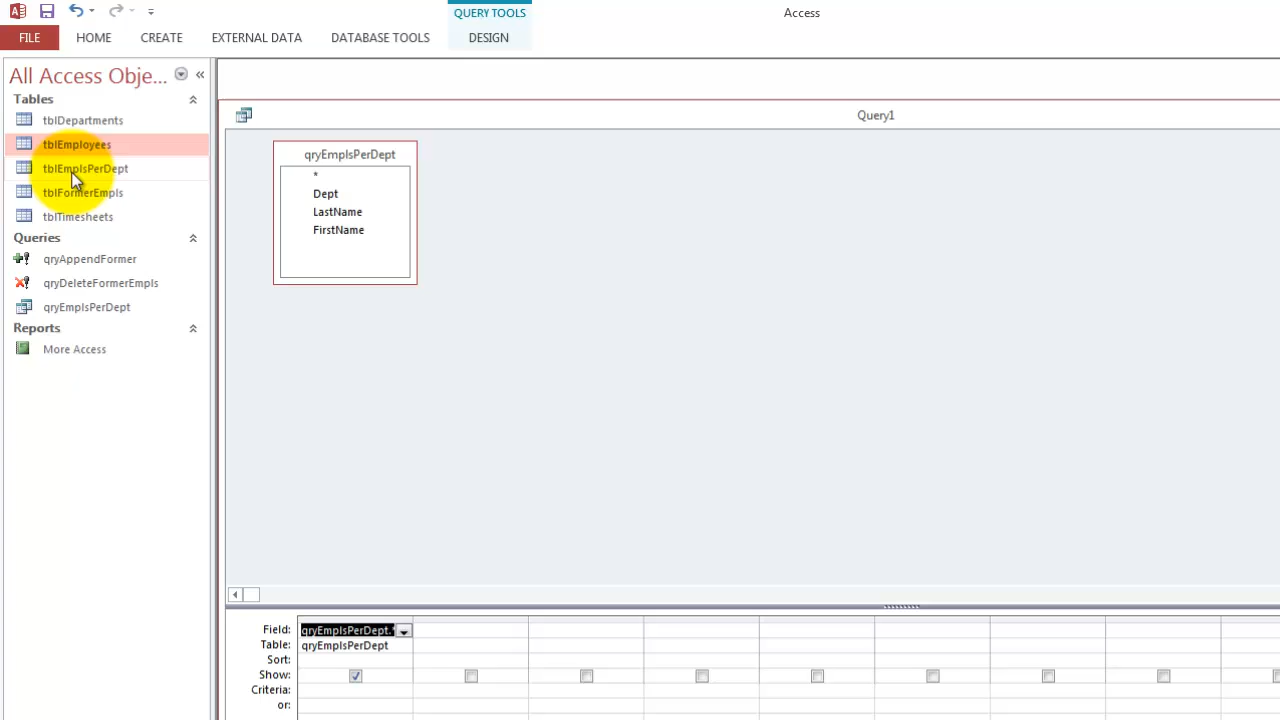 QUERY TOOLS
Access
FILE HOME CREATE EXTERNAL DATA DATABASE TOOLS DESIGN
All Access Obje... «
Tables
tblDepartments
tblEmployees
tblEmplsPerDept
tblFormerEmpls
tblTimesheets
Queries
qryAppendFormer
qryDeleteFormerEmpls
qryEmplsPerDept
Reports
More Access
Query1
qryEmplsPerDept
*
Dept
LastName
FirstName
Field: qryEmplsPerDept.*
Table: qryEmplsPerDept
Sort:
Show:
Criteria:
or: